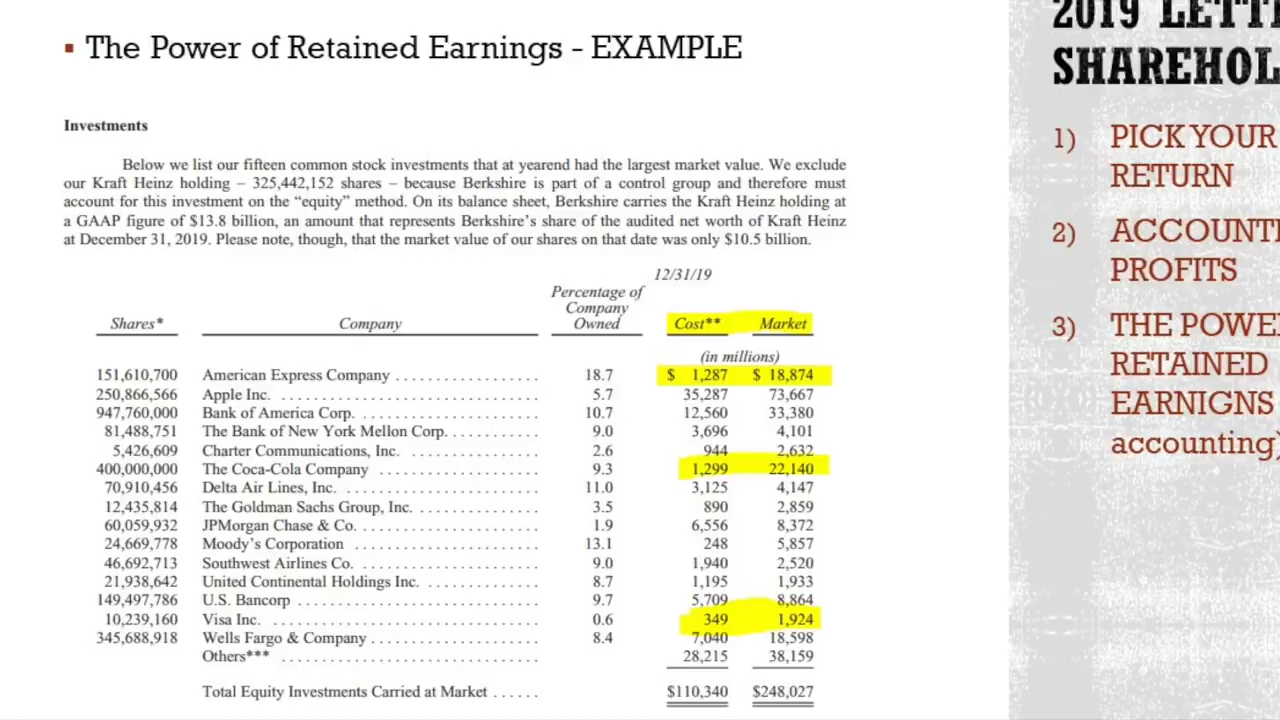 ▪ The Power of Retained Earnings - EXAMPLE
Investments
Below we list our fifteen common stock investments that at yearend had the largest market value. We exclude
our Kraft Heinz holding – 325,442,152 shares – because Berkshire is part of a control group and therefore must
account for this investment on the “equity” method. On its balance sheet, Berkshire carries the Kraft Heinz holding at
a GAAP figure of $13.8 billion, an amount that represents Berkshire’s share of the audited net worth of Kraft Heinz
at December 31, 2019. Please note, though, that the market value of our shares on that date was only $10.5 billion.
12/31/19
Percentage of
Company
Shares* Company Owned Cost** Market
(in millions)
151,610,700 American Express Company . . . . . . . . . . . . . . . . . . 18.7 $ 1,287 $ 18,874
250,866,566 Apple Inc. . . . . . . . . . . . . . . . . . . . . . . . . . . . . . 5.7 35,287 73,667
947,760,000 Bank of America Corp. . . . . . . . . . . . . . . . . . . . . . 10.7 12,560 33,380
81,488,751 The Bank of New York Mellon Corp. . . . . . . . . . . . 9.0 3,696 4,101
5,426,609 Charter Communications, Inc. . . . . . . . . . . . . . . . . 2.6 944 2,632
400,000,000 The Coca-Cola Company . . . . . . . . . . . . . . . . . . . . 9.3 1,299 22,140
70,910,456 Delta Air Lines, Inc. . . . . . . . . . . . . . . . . . . . . . . . 11.0 3,125 4,147
12,435,814 The Goldman Sachs Group, Inc. . . . . . . . . . . . . . . . 3.5 890 2,859
60,059,932 JPMorgan Chase & Co. . . . . . . . . . . . . . . . . . . . . . 1.9 6,556 8,372
24,669,778 Moody’s Corporation . . . . . . . . . . . . . . . . . . . . . . . 13.1 248 5,857
46,692,713 Southwest Airlines Co. . . . . . . . . . . . . . . . . . . . . . 9.0 1,940 2,520
21,938,642 United Continental Holdings Inc. . . . . . . . . . . . . . . 8.7 1,195 1,933
149,497,786 U.S. Bancorp . . . . . . . . . . . . . . . . . . . . . . . . . . . . . 9.7 5,709 8,864
10,239,160 Visa Inc. . . . . . . . . . . . . . . . . . . . . . . . . . . . . . . . . 0.6 349 1,924
345,688,918 Wells Fargo & Company . . . . . . . . . . . . . . . . . . . . . 8.4 7,040 18,598
Others*** . . . . . . . . . . . . . . . . . . . . . . . . . . . . . . 28,215 38,159
Total Equity Investments Carried at Market . . . . . . $110,340 $248,027
2019 LETT
SHAREHOL
1) PICK YOUR
RETURN
2) ACCOUNTI
PROFITS
3) THE POWE
RETAINED
EARNIGNS
accounting)